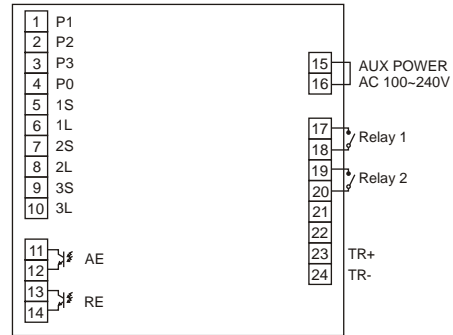 1 P1
2 P2
3 P3
4 P0
5 1S
6 1L
7 2S
8 2L
9 3S
10 3L
11
12
AE
13
14
RE
15
16
AUX POWER
AC 100~240V
17
18
Relay 1
19
20
Relay 2
21
22
23 TR+
24 TR-